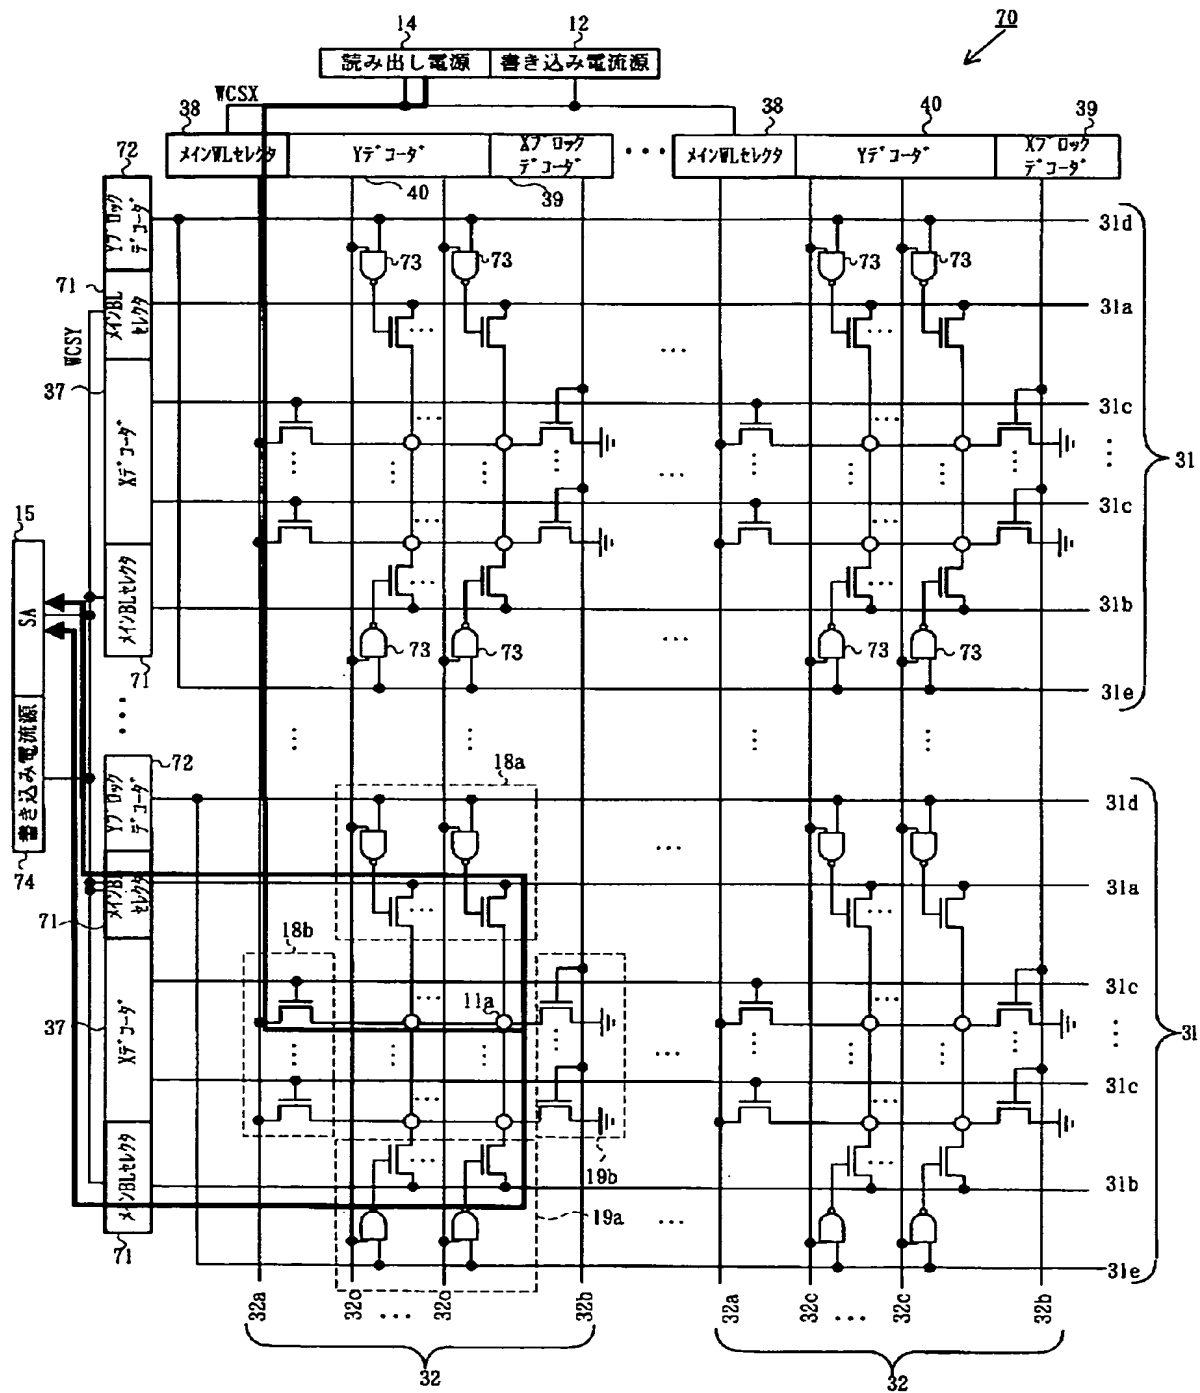 70
14
12
読み出し電源
書き込み電流源
WCSX
38
40
39
38
メインWLセレクタ
Yデコーダ
Xブロック
デコーダ
・・・
メインWLセレクタ
Yデコーダ
Xブロック
デコーダ
72
40
39
Yブロック
デコーダ
31d
73
73
73
73
71
メインBL
セレクタ
31a
WCSY
37
Xデコーダ
31c
31
31c
15
SA
メインBLセレクタ
31b
73
73
73
73
71
31e
書き込み電流源
74
72
Yブロック
デコーダ
18a
31d
メインBL
セレクタ
31a
71
18b
31c
11a
37
Xデコーダ
31
31c
メインBLセレクタ
19b
31b
19a
71
31e
32a
32c
32c
32b
32a
32c
32c
32b
32
32